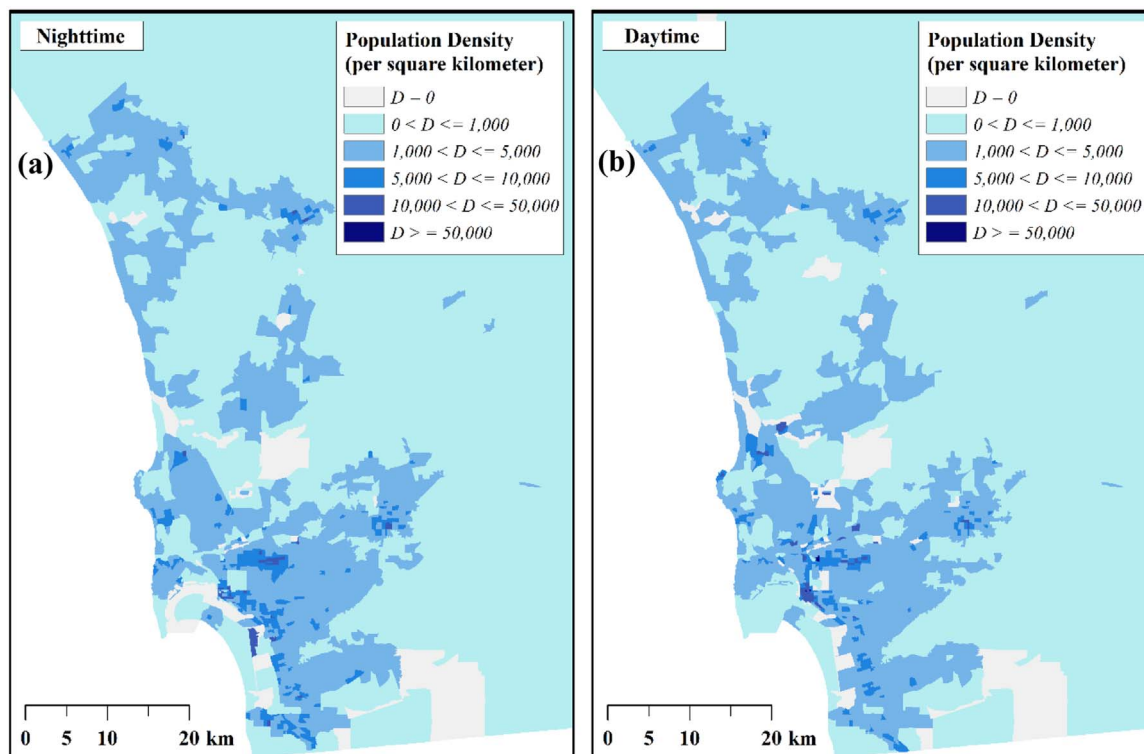 Nighttime
Population Density
(per square kilometer)
D – 0
0 < D <= 1,000
1,000 < D <= 5,000
5,000 < D <= 10,000
10,000 < D <= 50,000
D > = 50,000
(a)
0 5 10 20 km
Daytime
Population Density
(per square kilometer)
D – 0
0 < D <= 1,000
1,000 < D <= 5,000
5,000 < D <= 10,000
10,000 < D <= 50,000
D > = 50,000
(b)
0 5 10 20 km